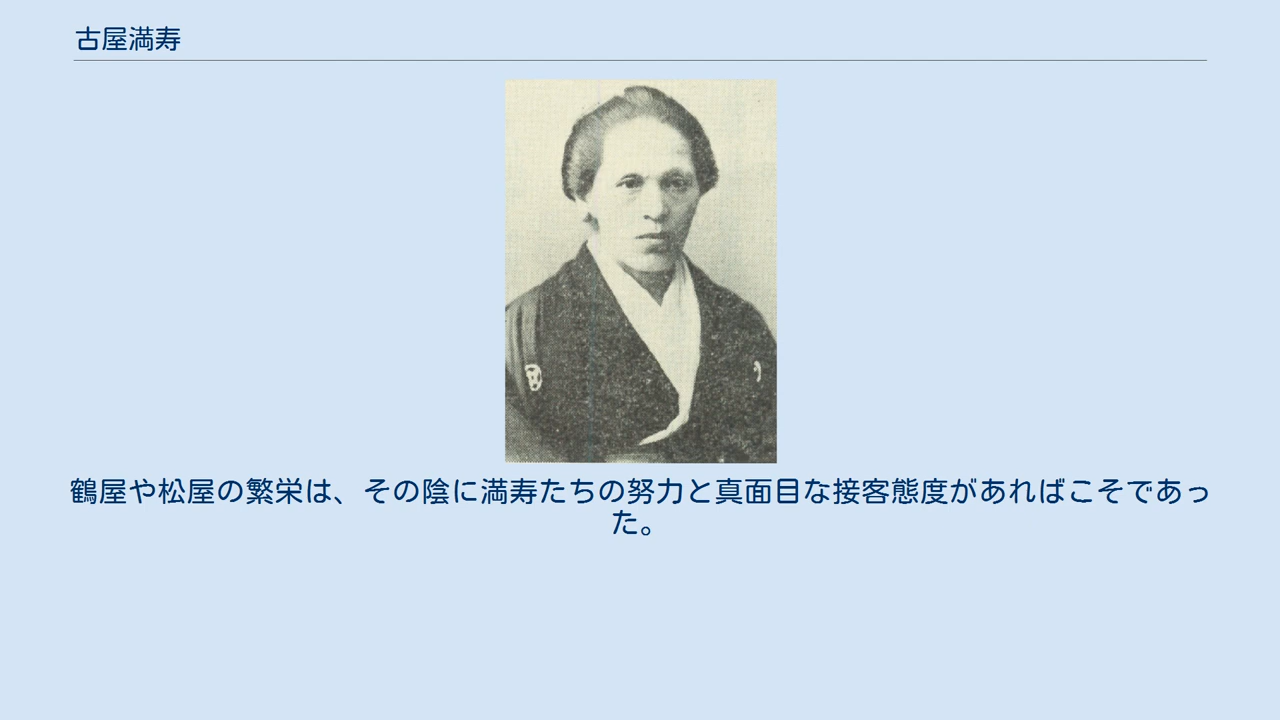 古屋満寿
鶴屋や松屋の繁栄は、その陰に満寿たちの努力と真面目な接客態度があればこそであっ
た。